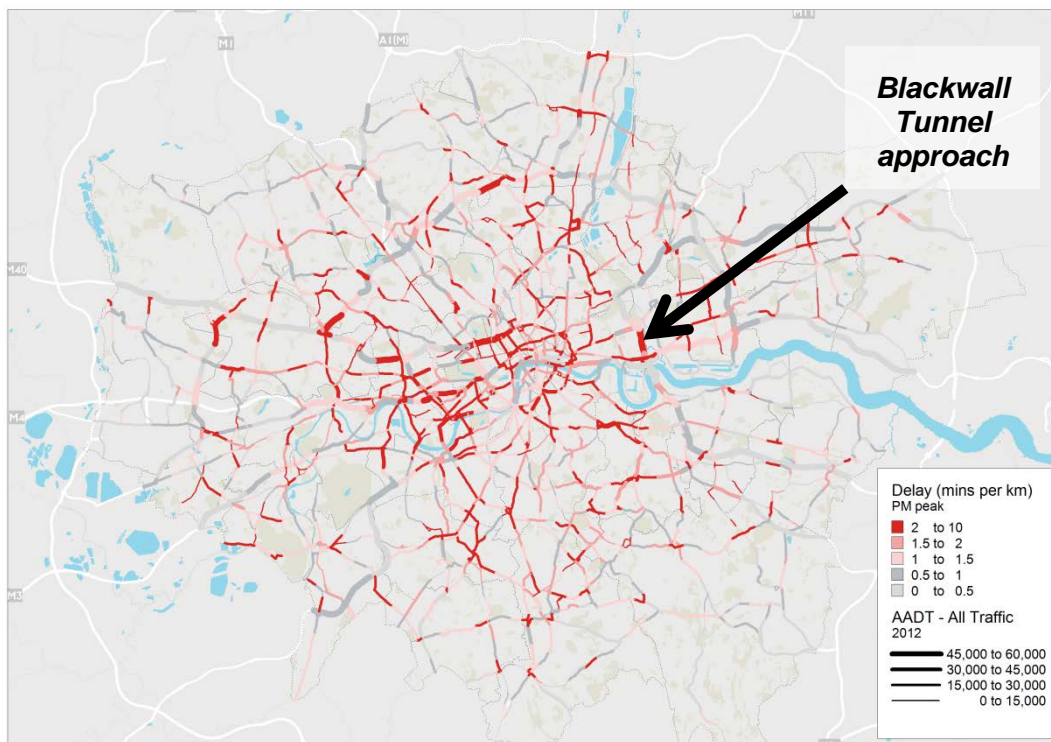 M1
A1(M)
M11
Blackwall
Tunnel
approach
M40
M4
M3
Delay (mins per km)
PM peak
2 to 10
1.5 to 2
1 to 1.5
0.5 to 1
0 to 0.5
AADT - All Traffic
2012
45,000 to 60,000
30,000 to 45,000
15,000 to 30,000
0 to 15,000